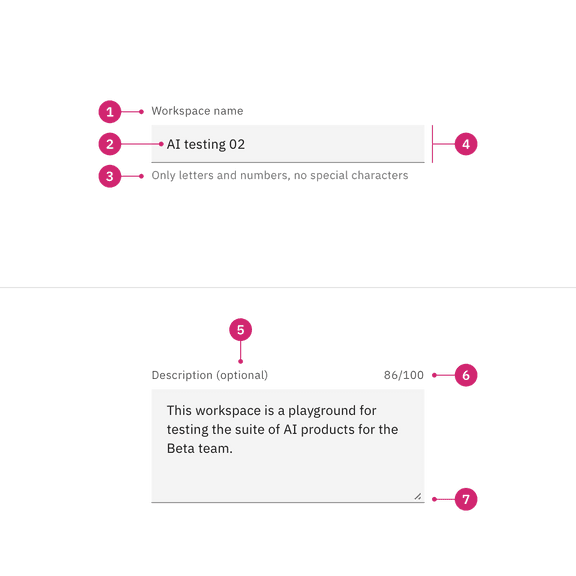 1 Workspace name
2 AI testing 02 4
3 Only letters and numbers, no special characters
5
Description (optional) 86/100 6
This workspace is a playground for
testing the suite of AI products for the
Beta team.
7